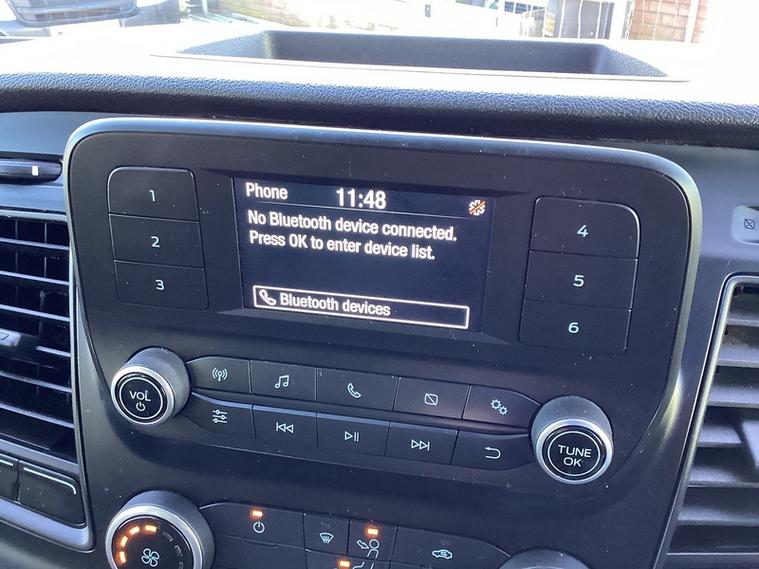 Phone 11:48
No Bluetooth device connected.
Press OK to enter device list.
Bluetooth devices
1
2
3
4
5
6
VOL
TUNE
OK